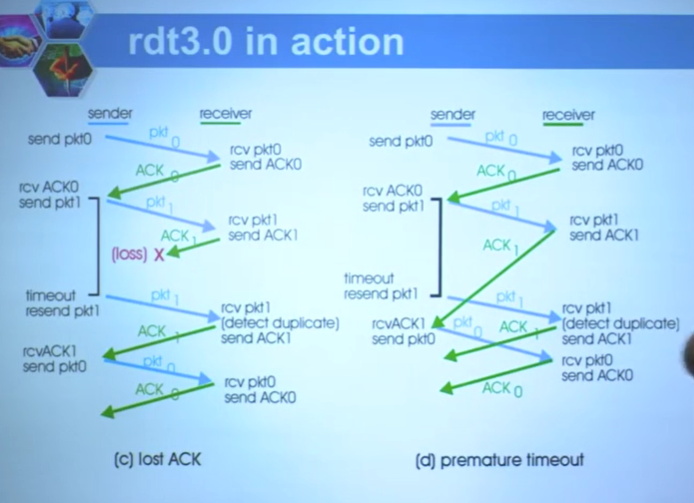 rdt3.0 in action
sender
receiver
send pkt0
pkt 0
rcv pkt0
send ACK0
ACK 0
rcv ACK0
send pkt1
pkt 1
rcv pkt1
send ACK1
ACK 1
(loss) X
timeout
resend pkt1
pkt 1
rcv pkt1
(detect duplicate)
send ACK1
ACK 1
rcvACK1
send pkt0
pkt 0
rcv pkt0
send ACK0
ACK 0
(c) lost ACK
sender
receiver
send pkt0
pkt 0
rcv pkt0
send ACK0
ACK 0
rcv ACK0
send pkt1
pkt 1
rcv pkt1
send ACK1
ACK 1
timeout
resend pkt1
pkt 1
rcv pkt1
(detect duplicate)
send ACK1
rcvACK1
send pkt0
pkt 0
ACK 1
rcv pkt0
send ACK0
ACK 0
(d) premature timeout